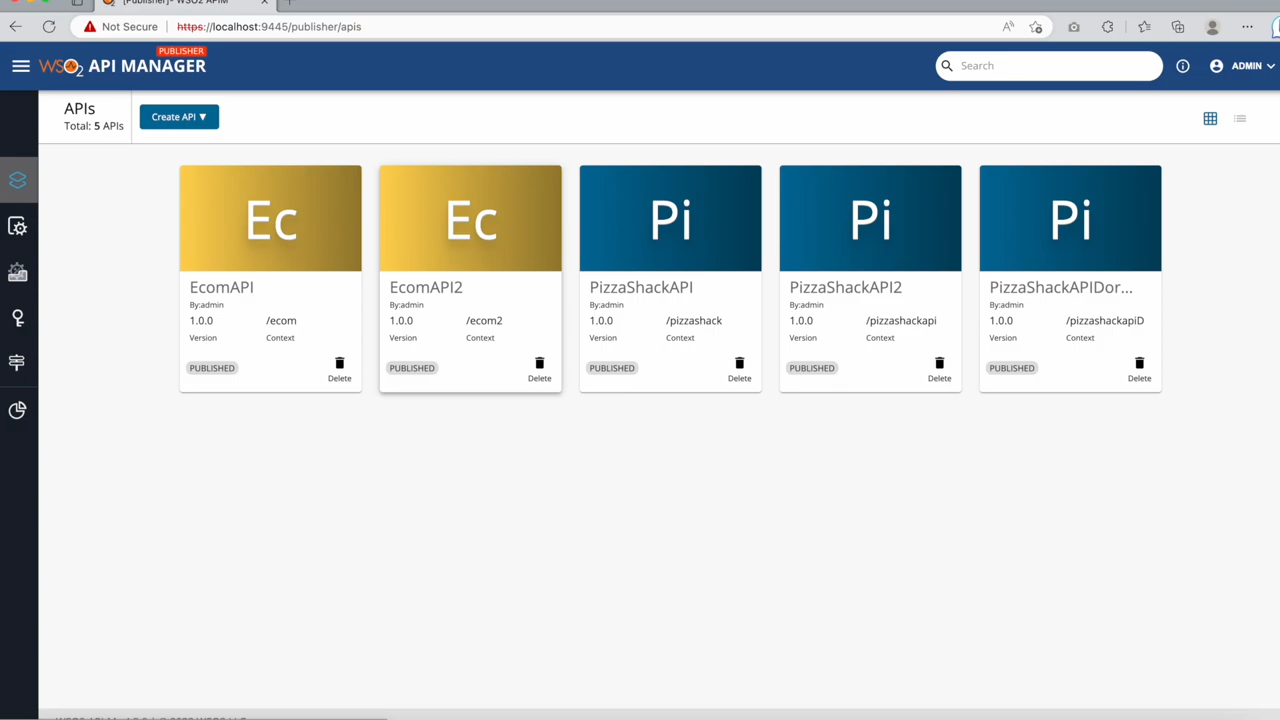 [Publisher]- WSO2 APIM
Not Secure
https://localhost:9445/publisher/apis
PUBLISHER
WSO2 API MANAGER
Search
ADMIN
APIs
Total: 5 APIs
Create API ▼
Ec
Ec
Pi
Pi
Pi
EcomAPI
EcomAPI2
PizzaShackAPI
PizzaShackAPI2
PizzaShackAPIDor...
By:admin
By:admin
By:admin
By:admin
By:admin
1.0.0 /ecom
1.0.0 /ecom2
1.0.0 /pizzashack
1.0.0 /pizzashackapi
1.0.0 /pizzashackapiD
Version Context
Version Context
Version Context
Version Context
Version Context
PUBLISHED Delete
PUBLISHED Delete
PUBLISHED Delete
PUBLISHED Delete
PUBLISHED Delete